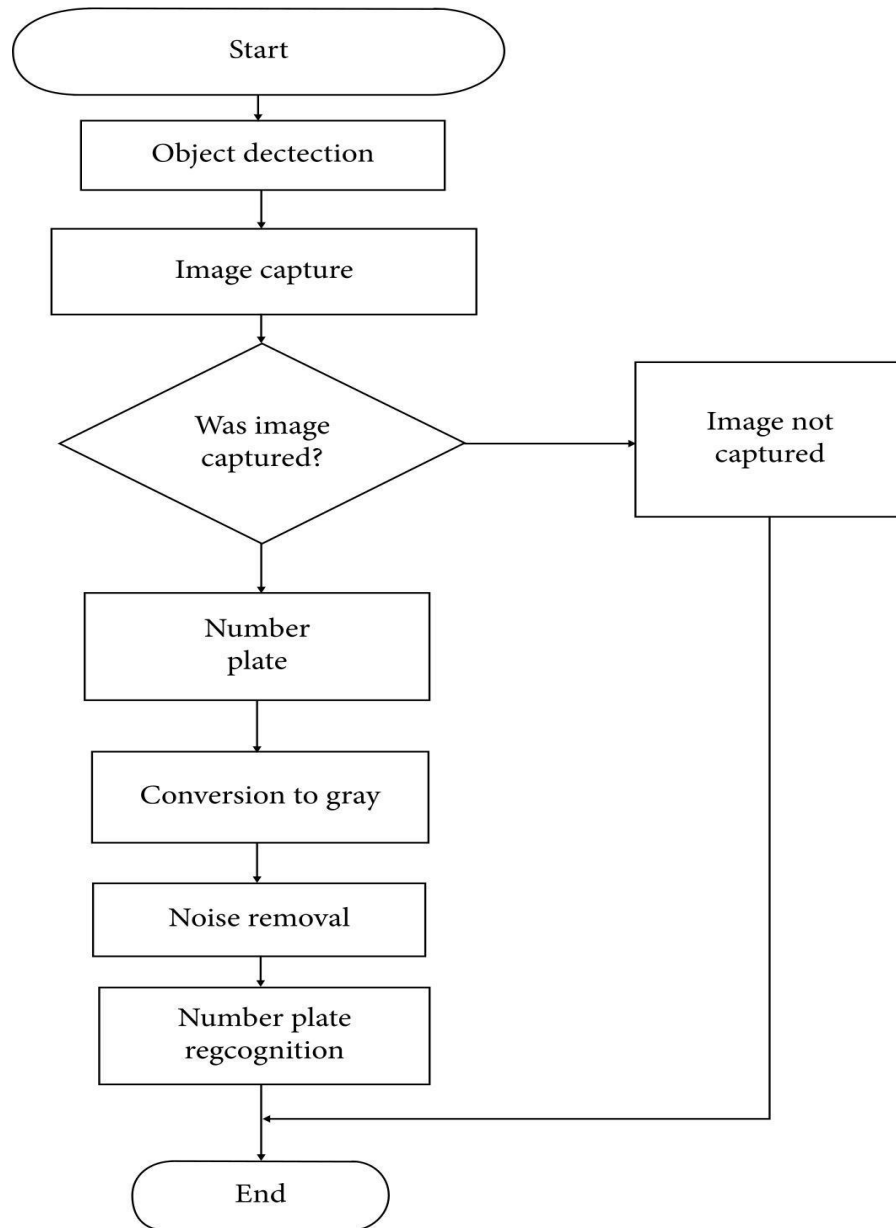 Start
Object dectection
Image capture
Was image
captured?
Image not
captured
Number
plate
Conversion to gray
Noise removal
Number plate
regcognition
End